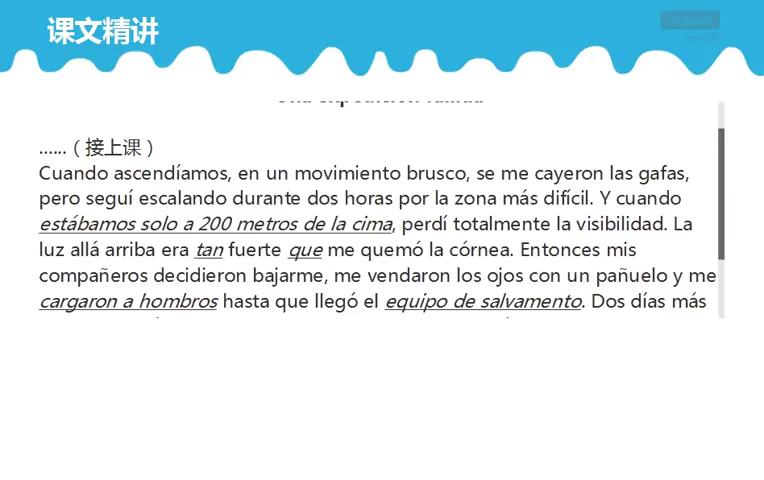 课文精讲
......（接上课）
Cuando ascendíamos, en un movimiento brusco, se me cayeron las gafas,
pero seguí escalando durante dos horas por la zona más difícil. Y cuando
estábamos solo a 200 metros de la cima, perdí totalmente la visibilidad. La
luz allá arriba era tan fuerte que me quemó la córnea. Entonces mis
compañeros decidieron bajarme, me vendaron los ojos con un pañuelo y me
cargaron a hombros hasta que llegó el equipo de salvamento. Dos días más